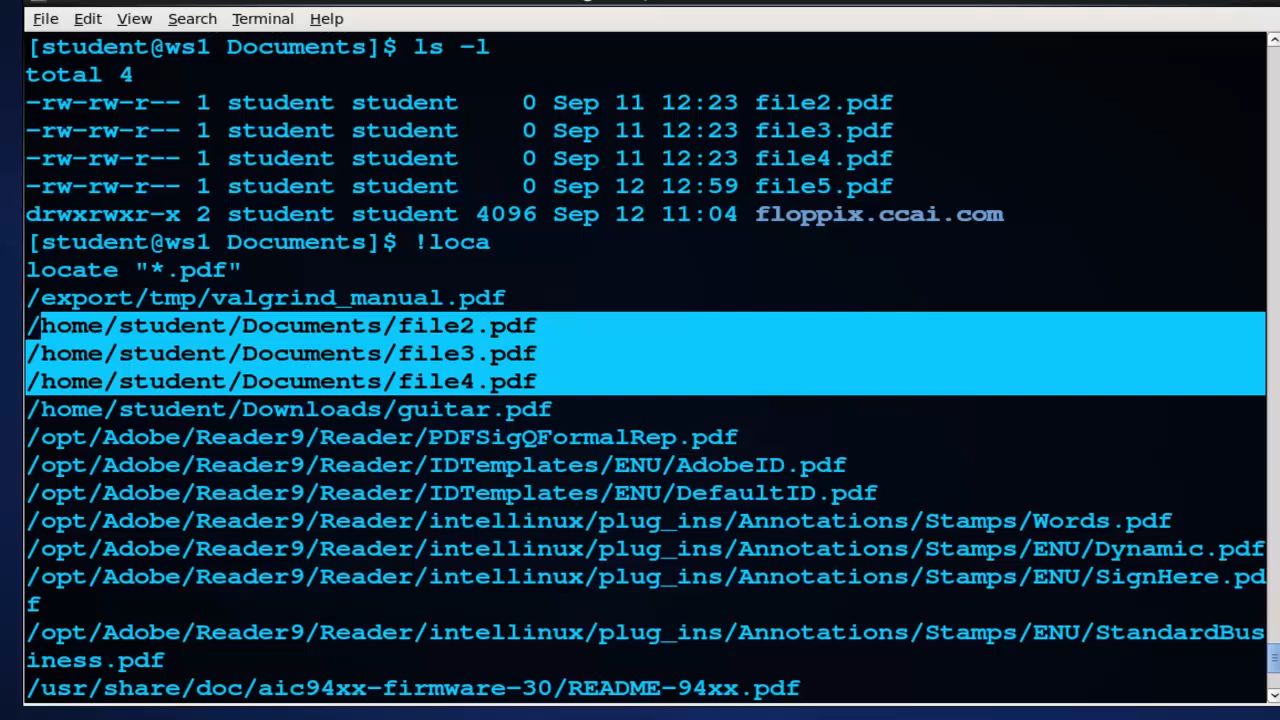 File Edit View Search Terminal Help
[student@ws1 Documents]$ ls -l
total 4
-rw-rw-r-- 1 student student 0 Sep 11 12:23 file2.pdf
-rw-rw-r-- 1 student student 0 Sep 11 12:23 file3.pdf
-rw-rw-r-- 1 student student 0 Sep 11 12:23 file4.pdf
-rw-rw-r-- 1 student student 0 Sep 12 12:59 file5.pdf
drwxrwxr-x 2 student student 4096 Sep 12 11:04 floppix.ccai.com
[student@ws1 Documents]$ !loca
locate "*.pdf"
/export/tmp/valgrind_manual.pdf
/home/student/Documents/file2.pdf
/home/student/Documents/file3.pdf
/home/student/Documents/file4.pdf
/home/student/Downloads/guitar.pdf
/opt/Adobe/Reader9/Reader/PDFSigQFormalRep.pdf
/opt/Adobe/Reader9/Reader/IDTemplates/ENU/AdobeID.pdf
/opt/Adobe/Reader9/Reader/IDTemplates/ENU/DefaultID.pdf
/opt/Adobe/Reader9/Reader/intellinux/plug_ins/Annotations/Stamps/Words.pdf
/opt/Adobe/Reader9/Reader/intellinux/plug_ins/Annotations/Stamps/ENU/Dynamic.pdf
/opt/Adobe/Reader9/Reader/intellinux/plug_ins/Annotations/Stamps/ENU/SignHere.pd
f
/opt/Adobe/Reader9/Reader/intellinux/plug_ins/Annotations/Stamps/ENU/StandardBus
iness.pdf
/usr/share/doc/aic94xx-firmware-30/README-94xx.pdf